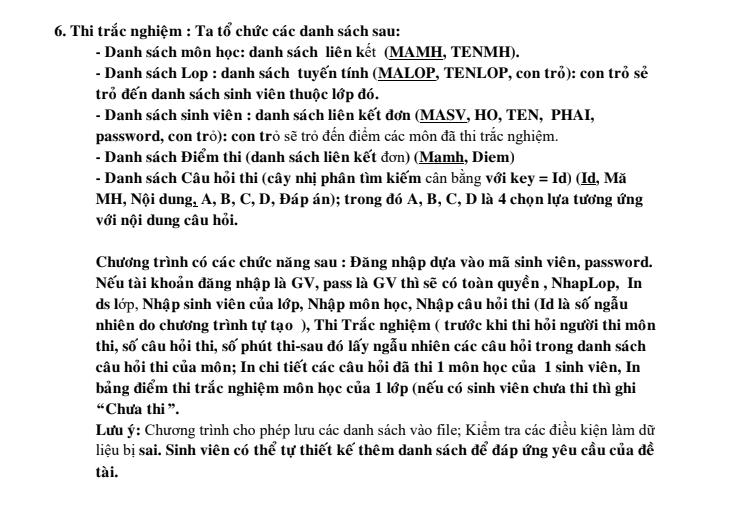 6. Thi trắc nghiệm : Ta tổ chức các danh sách sau:
- Danh sách môn học: danh sách liên kết (MAMH, TENMH).
- Danh sách Lop : danh sách tuyến tính (MALOP, TENLOP, con trỏ): con trỏ sẻ
trỏ đến danh sách sinh viên thuộc lớp đó.
- Danh sách sinh viên : danh sách liên kết đơn (MASV, HO, TEN, PHAI,
password, con trỏ): con trỏ sẽ trỏ đến điểm các môn đã thi trắc nghiệm.
- Danh sách Điểm thi (danh sách liên kết đơn) (Mamh, Diem)
- Danh sách Câu hỏi thi (cây nhị phân tìm kiếm cân bằng với key = Id) (Id, Mã
MH, Nội dung, A, B, C, D, Đáp án); trong đó A, B, C, D là 4 chọn lựa tương ứng
với nội dung câu hỏi.
Chương trình có các chức năng sau : Đăng nhập dựa vào mã sinh viên, password.
Nếu tài khoản đăng nhập là GV, pass là GV thì sẽ có toàn quyền , NhapLop, In
ds lớp, Nhập sinh viên của lớp, Nhập môn học, Nhập câu hỏi thi (Id là số ngẫu
nhiên do chương trình tự tạo ), Thi Trắc nghiệm ( trước khi thi hỏi người thi môn
thi, số câu hỏi thi, số phút thi-sau đó lấy ngẫu nhiên các câu hỏi trong danh sách
câu hỏi thi của môn; In chi tiết các câu hỏi đã thi 1 môn học của 1 sinh viên, In
bảng điểm thi trắc nghiệm môn học của 1 lớp (nếu có sinh viên chưa thi thì ghi
“Chưa thi”.
Lưu ý: Chương trình cho phép lưu các danh sách vào file; Kiểm tra các điều kiện làm dữ
liệu bị sai. Sinh viên có thể tự thiết kế thêm danh sách để đáp ứng yêu cầu của đề
tài.